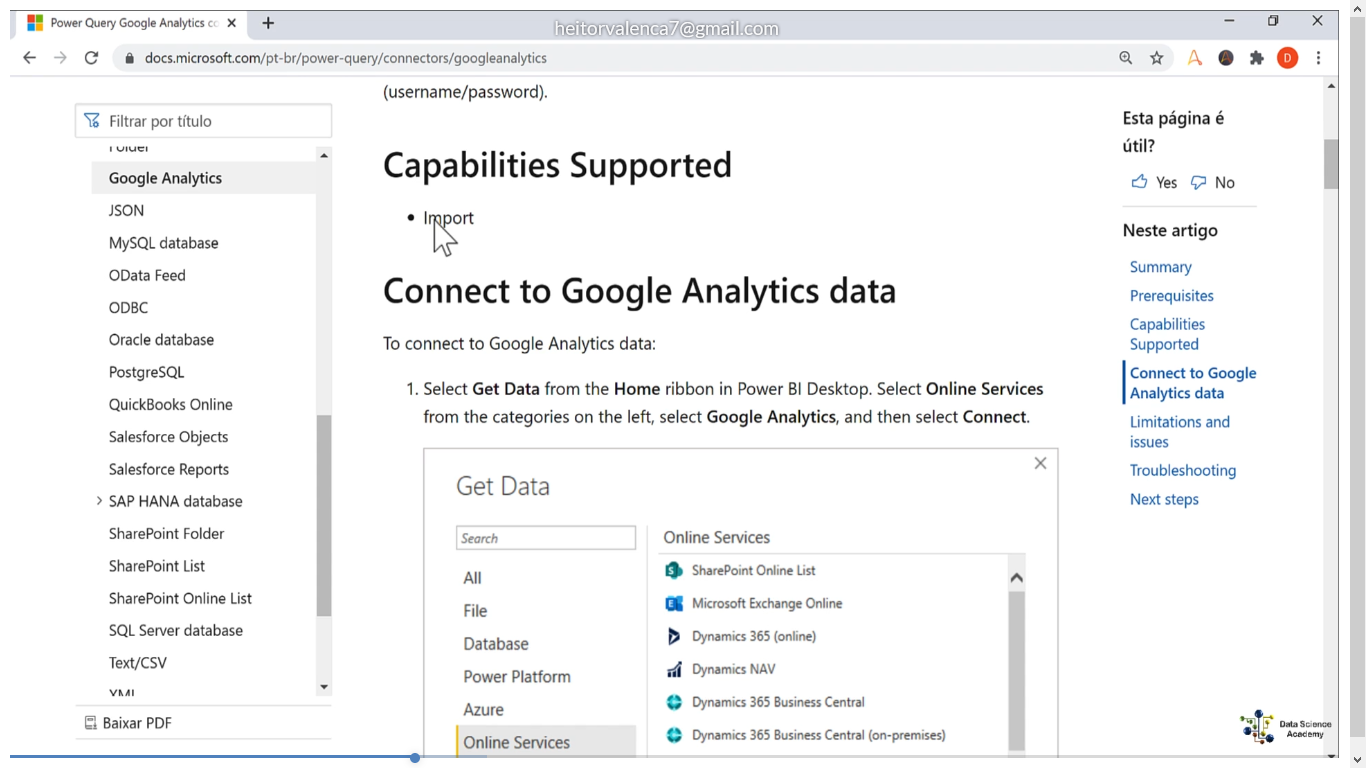 Power Query Google Analytics co
heitorvalenca7@gmail.com
docs.microsoft.com/pt-br/power-query/connectors/googleanalytics
D
Filtrar por título
Folder
Google Analytics
JSON
MySQL database
OData Feed
ODBC
Oracle database
PostgreSQL
QuickBooks Online
Salesforce Objects
Salesforce Reports
SAP HANA database
SharePoint Folder
SharePoint List
SharePoint Online List
SQL Server database
Text/CSV
XML
Baixar PDF
(username/password).
Capabilities Supported
• Import
Connect to Google Analytics data
To connect to Google Analytics data:
1. Select Get Data from the Home ribbon in Power BI Desktop. Select Online Services
from the categories on the left, select Google Analytics, and then select Connect.
Get Data
Search
All
File
Database
Power Platform
Azure
Online Services
Online Services
SharePoint Online List
Microsoft Exchange Online
Dynamics 365 (online)
Dynamics NAV
Dynamics 365 Business Central
Dynamics 365 Business Central (on-premises)
Esta página é
útil?
Yes No
Neste artigo
Summary
Prerequisites
Capabilities
Supported
Connect to Google
Analytics data
Limitations and
issues
Troubleshooting
Next steps
Data Science
Academy